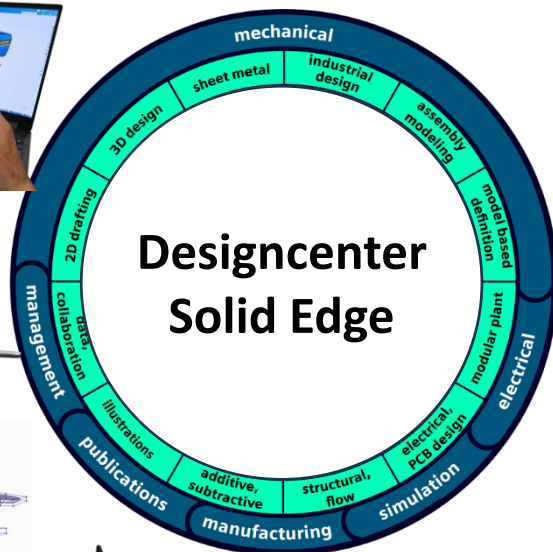 mechanical
sheet metal
industrial
design
3D design
assembly
modeling
2D drafting
model based
definition
Designcenter
Solid Edge
data,
collaboration
modular plant
management
electrical
illustrations
electrical,
PCB design
publications
additive,
subtractive
structural,
flow
simulation
manufacturing